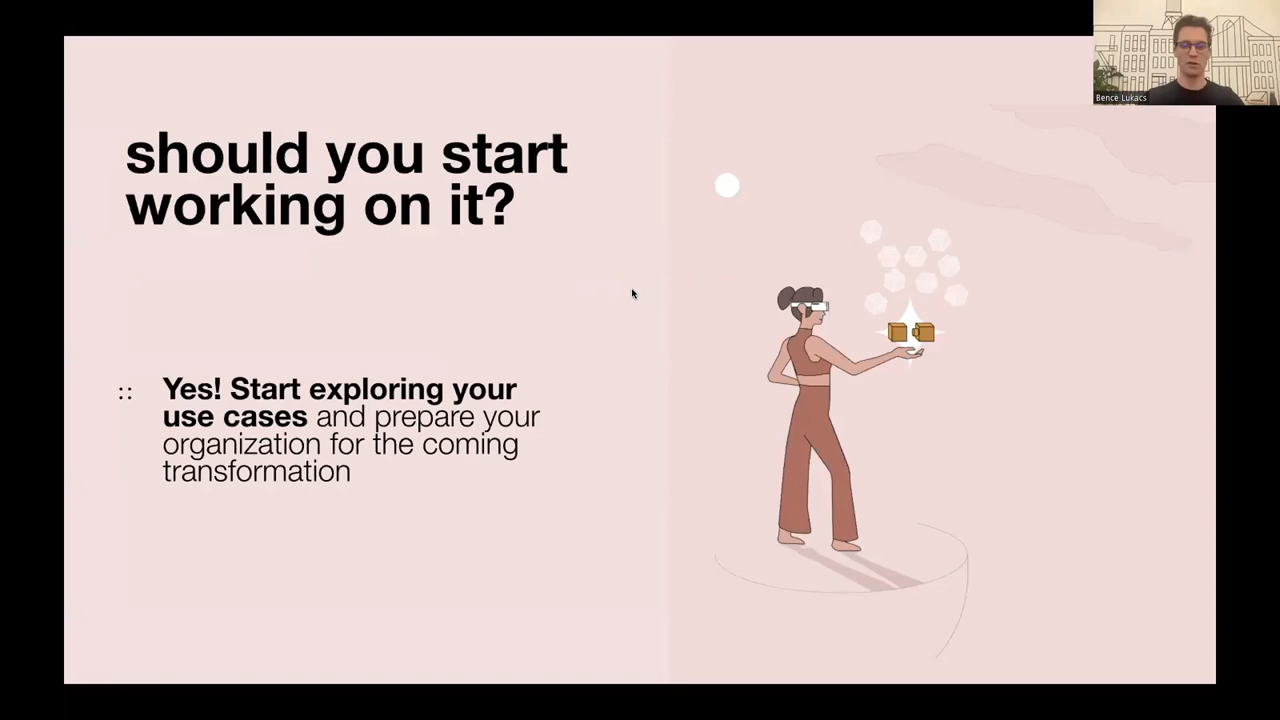 should you start
working on it?
:: Yes! Start exploring your
use cases and prepare your
organization for the coming
transformation
Bence Lukacs